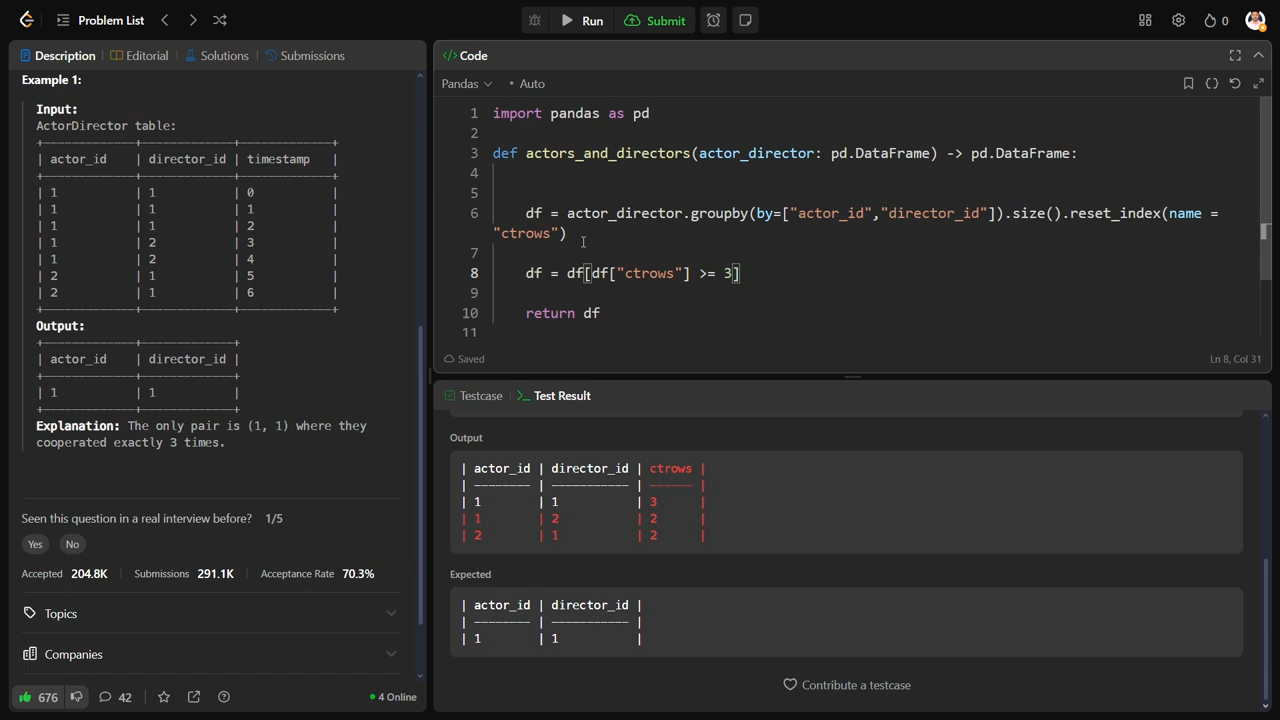 Problem List
Run
Submit
0
Description
Editorial
Solutions
Submissions
Example 1:
Input:
ActorDirector table:
+-------------+-------------+-------------+
| actor_id | director_id | timestamp |
+-------------+-------------+-------------+
| 1 | 1 | 0 |
| 1 | 1 | 1 |
| 1 | 1 | 2 |
| 1 | 2 | 3 |
| 1 | 2 | 4 |
| 2 | 1 | 5 |
| 2 | 1 | 6 |
+-------------+-------------+-------------+
Output:
+-------------+-------------+
| actor_id | director_id |
+-------------+-------------+
| 1 | 1 |
+-------------+-------------+
Explanation: The only pair is (1, 1) where they
cooperated exactly 3 times.
Seen this question in a real interview before? 1/5
Yes No
Accepted 204.8K Submissions 291.1K Acceptance Rate 70.3%
Topics
Companies
676 42 4 Online
</> Code
Pandas Auto
1 import pandas as pd
2
3 def actors_and_directors(actor_director: pd.DataFrame) -> pd.DataFrame:
4
5
6 df = actor_director.groupby(by=["actor_id","director_id"]).size().reset_index(name =
"ctrows")
7
8 df = df[df["ctrows"] >= 3]
9
10 return df
11
Saved Ln 8, Col 31
Testcase >_ Test Result
Output
| actor_id | director_id | ctrows |
| -------- | ----------- | ------ |
| 1 | 1 | 3 |
| 1 | 2 | 2 |
| 2 | 1 | 2 |
Expected
| actor_id | director_id |
| -------- | ----------- |
| 1 | 1 |
Contribute a testcase